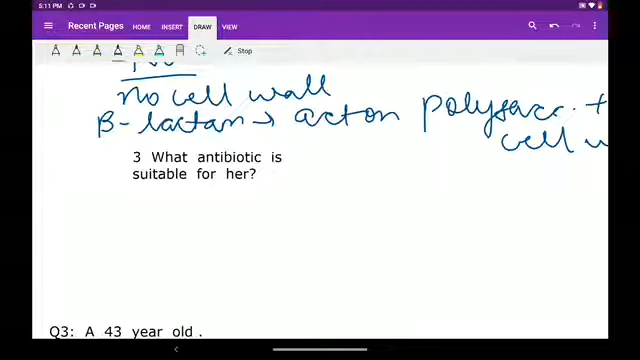 5:11 PM
Recent Pages HOME INSERT DRAW VIEW
Stop
no cell wall
β-lactam → action polysacc. +
cell w
3 What antibiotic is
suitable for her?
Q3: A 43 year old .